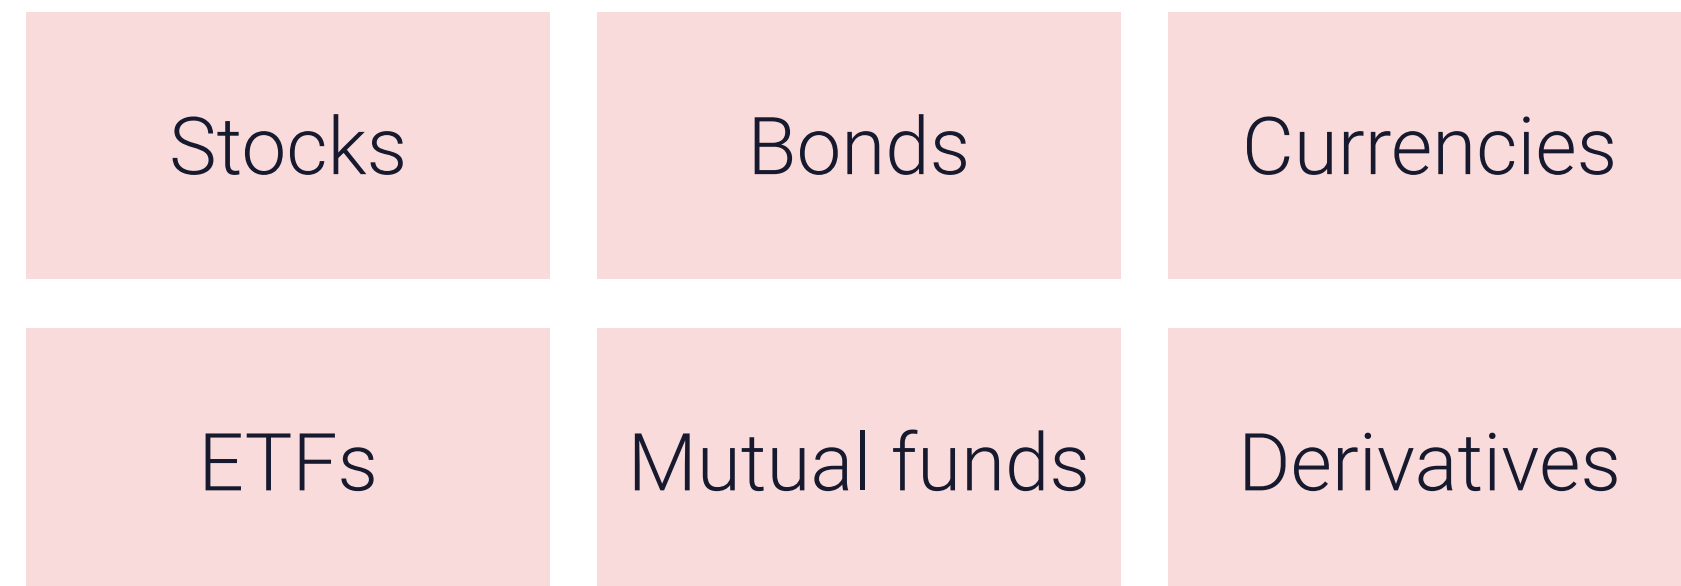 Stocks
Bonds
Currencies
ETFs
Mutual funds
Derivatives